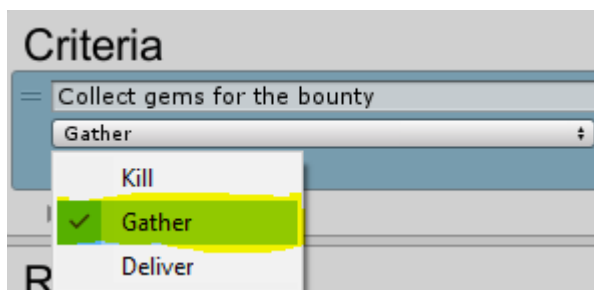 Criteria
Collect gems for the bounty
Gather
Kill
Gather
Deliver
R